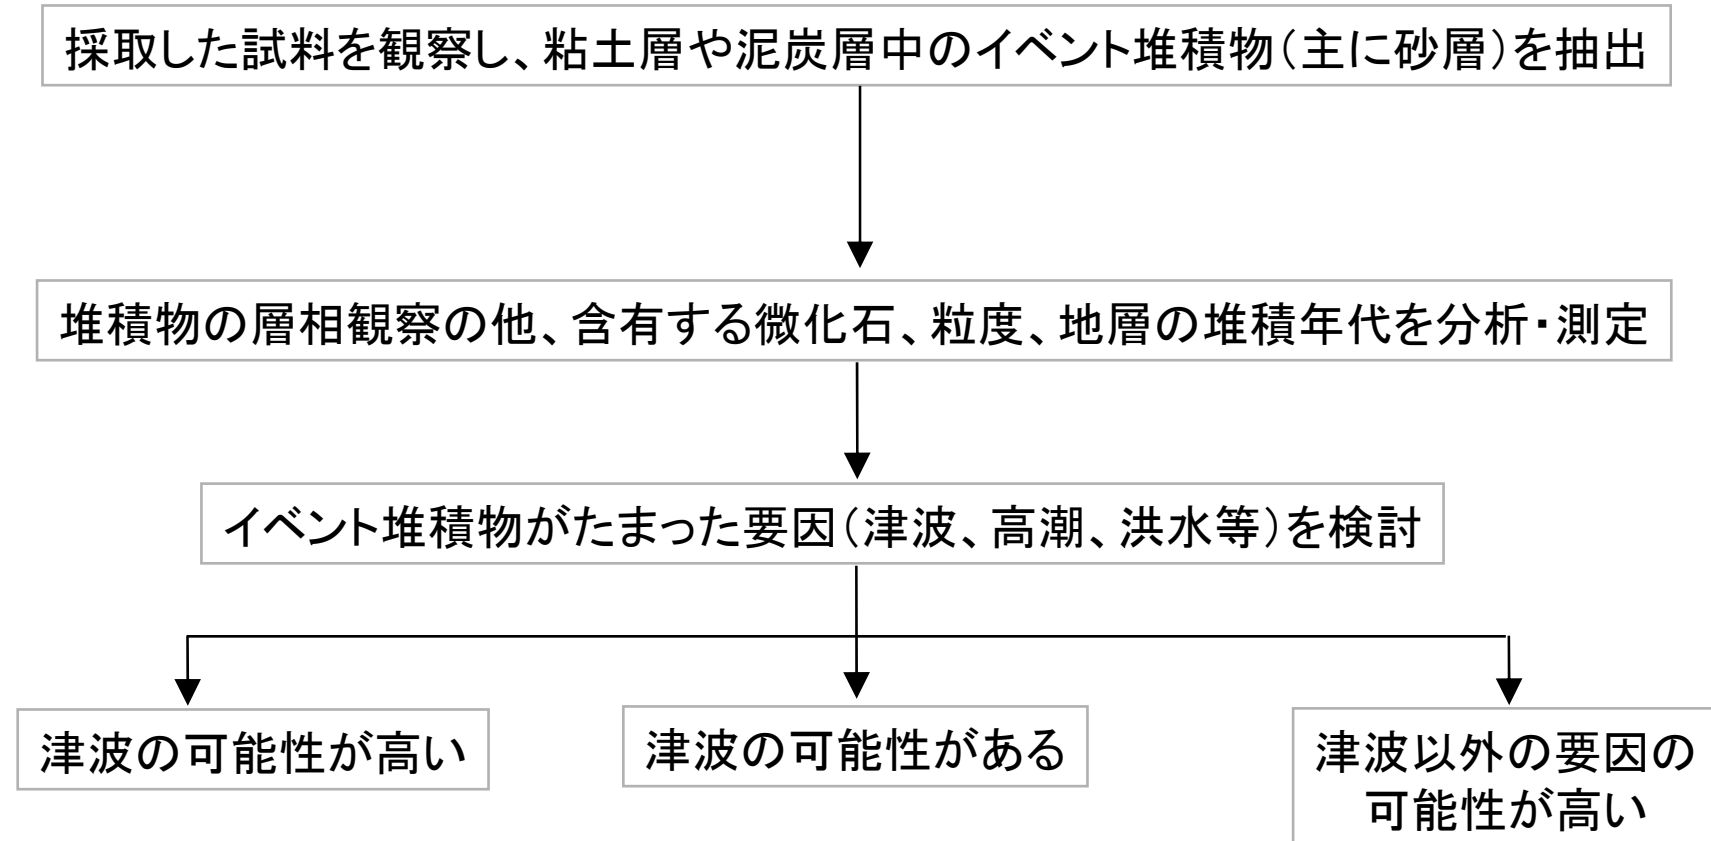 採取した試料を観察し、粘土層や泥炭層中のイベント堆積物(主に砂層)を抽出
堆積物の層相観察の他、含有する微化石、粒度、地層の堆積年代を分析・測定
イベント堆積物がたまった要因(津波、高潮、洪水等)を検討
津波の可能性が高い
津波の可能性がある
津波以外の要因の
可能性が高い